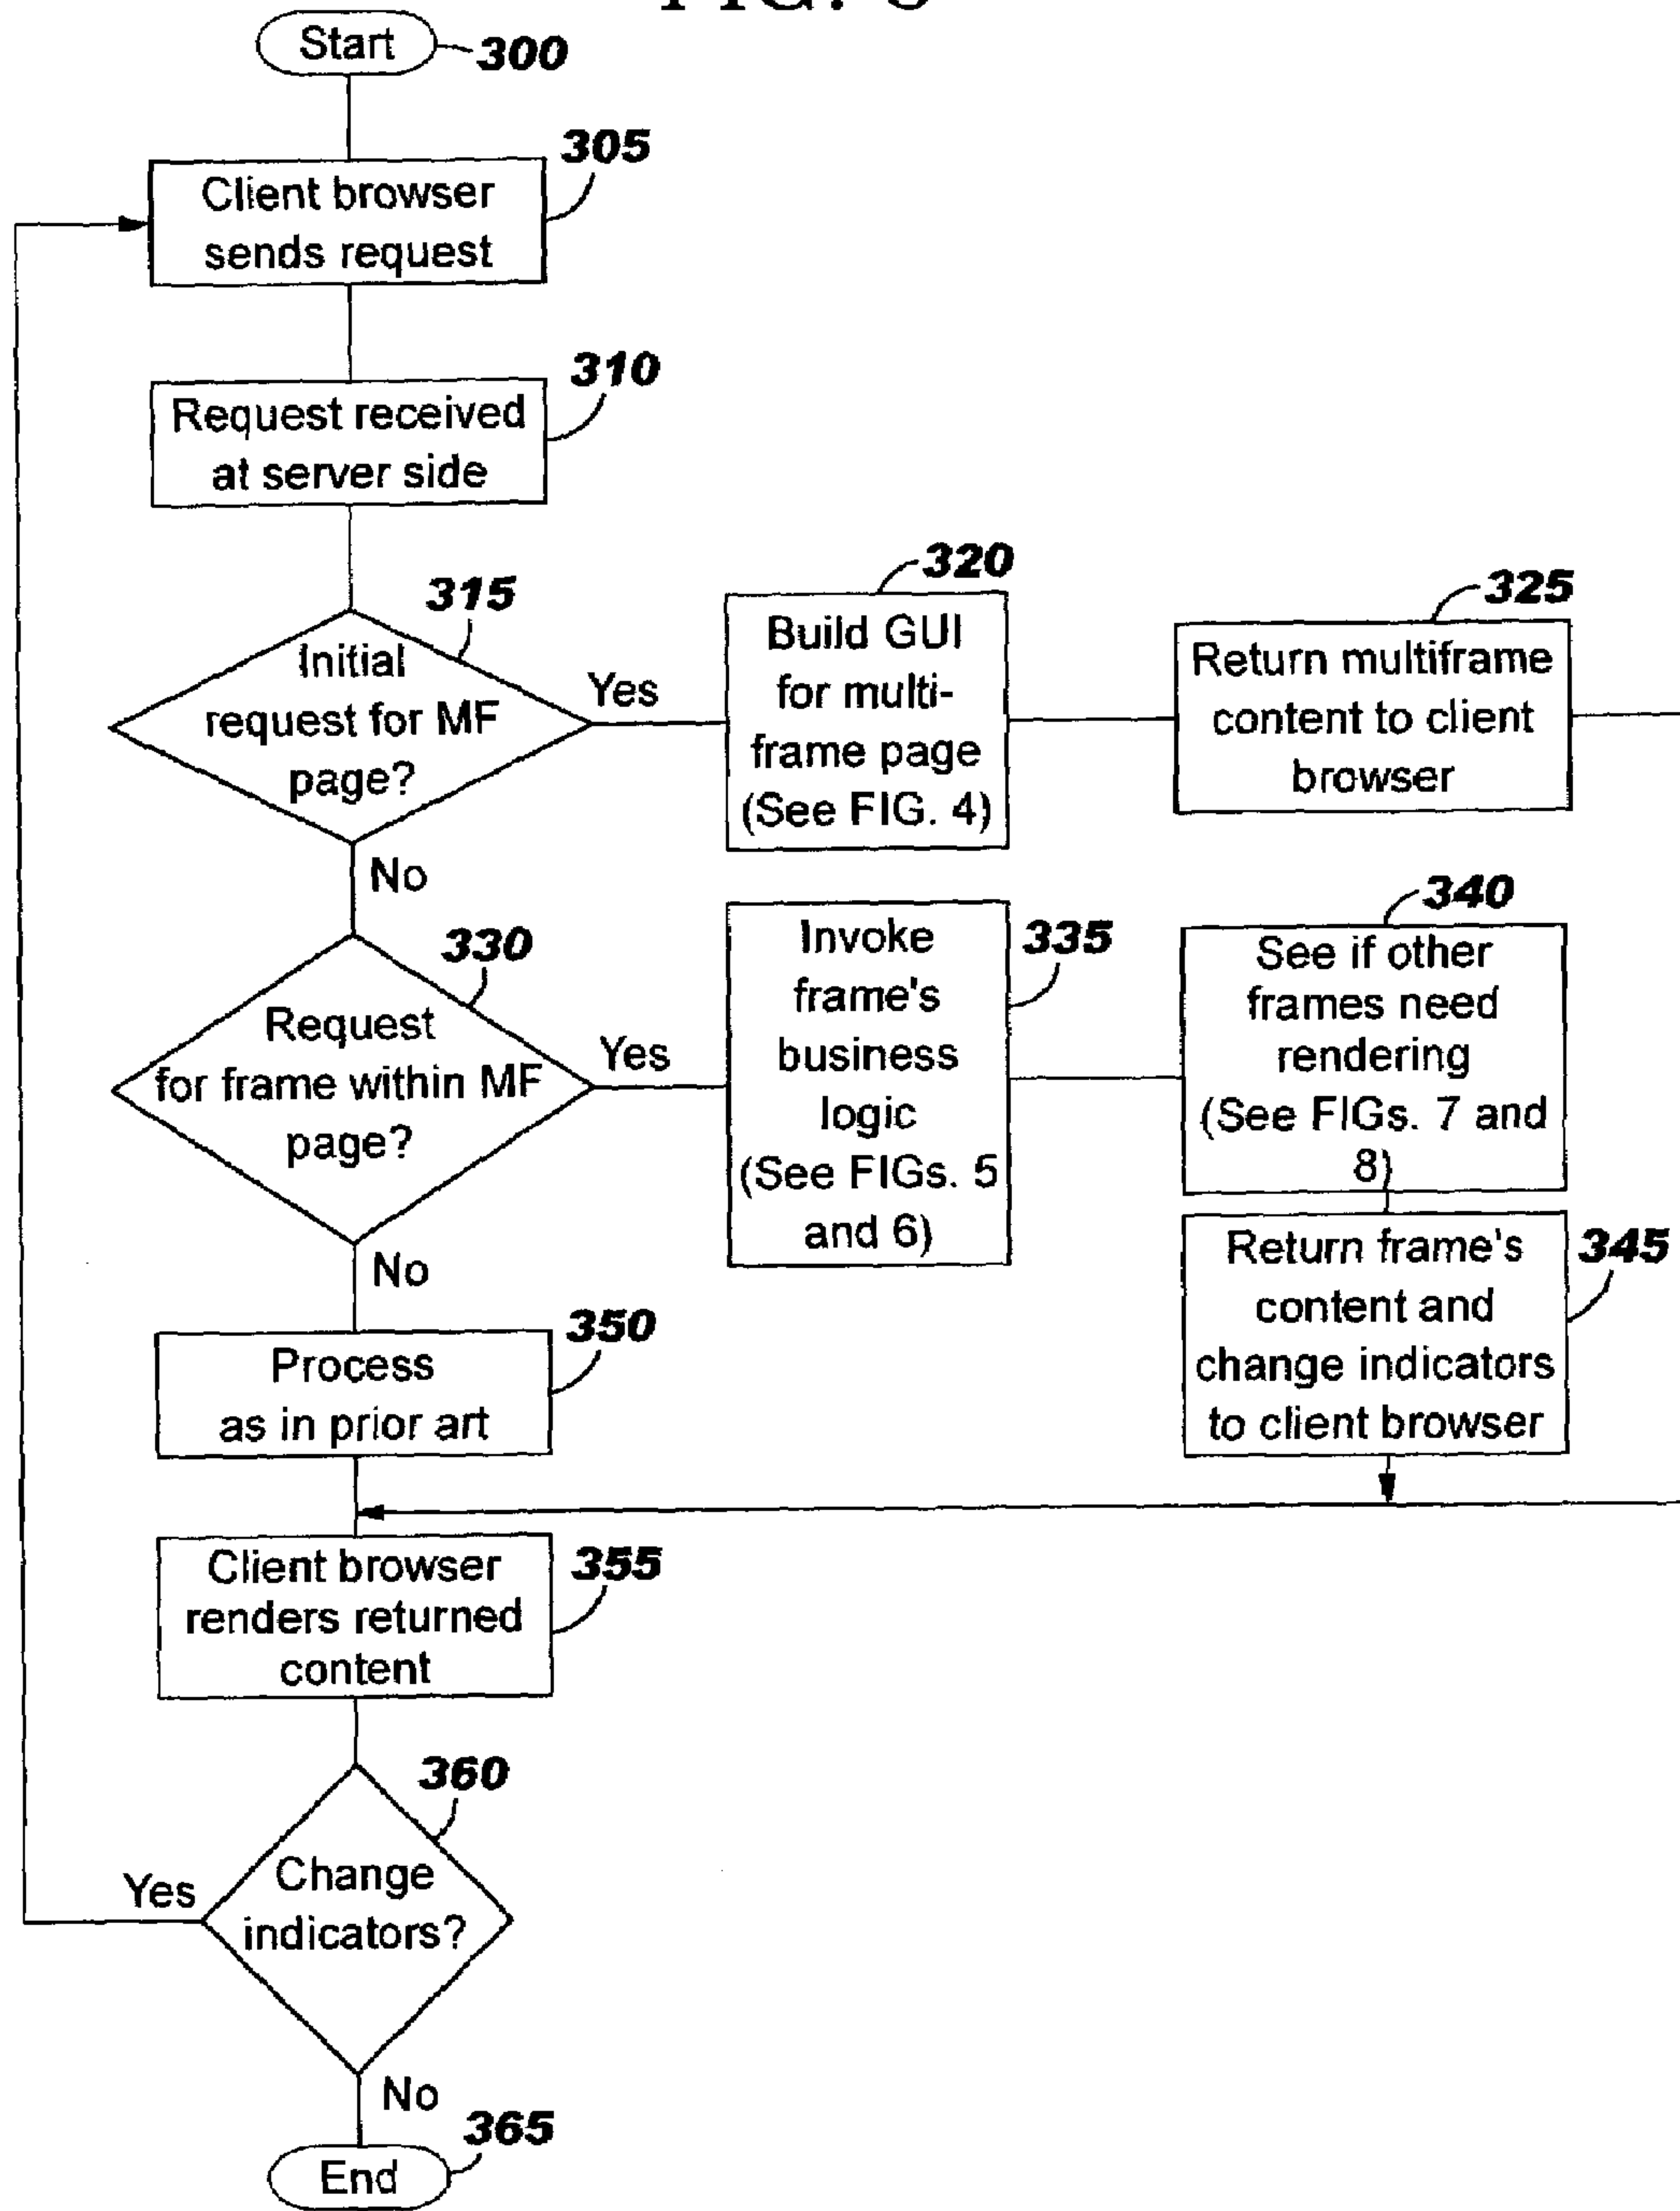 Start
300
305
Client browser
sends request
310
Request received
at server side
315
Initial
request for MF
page?
Yes
320
Build GUI
for multi-
frame page
(See FIG. 4)
325
Return multiframe
content to client
browser
No
330
Request
for frame within MF
page?
Yes
Invoke
frame's
business
logic
(See FIGs. 5
and 6)
335
340
See if other
frames need
rendering
(See FIGs. 7 and
8)
Return frame's
content and
change indicators
to client browser
345
No
350
Process
as in prior art
Client browser
renders returned
content
355
360
Change
indicators?
Yes
No
365
End